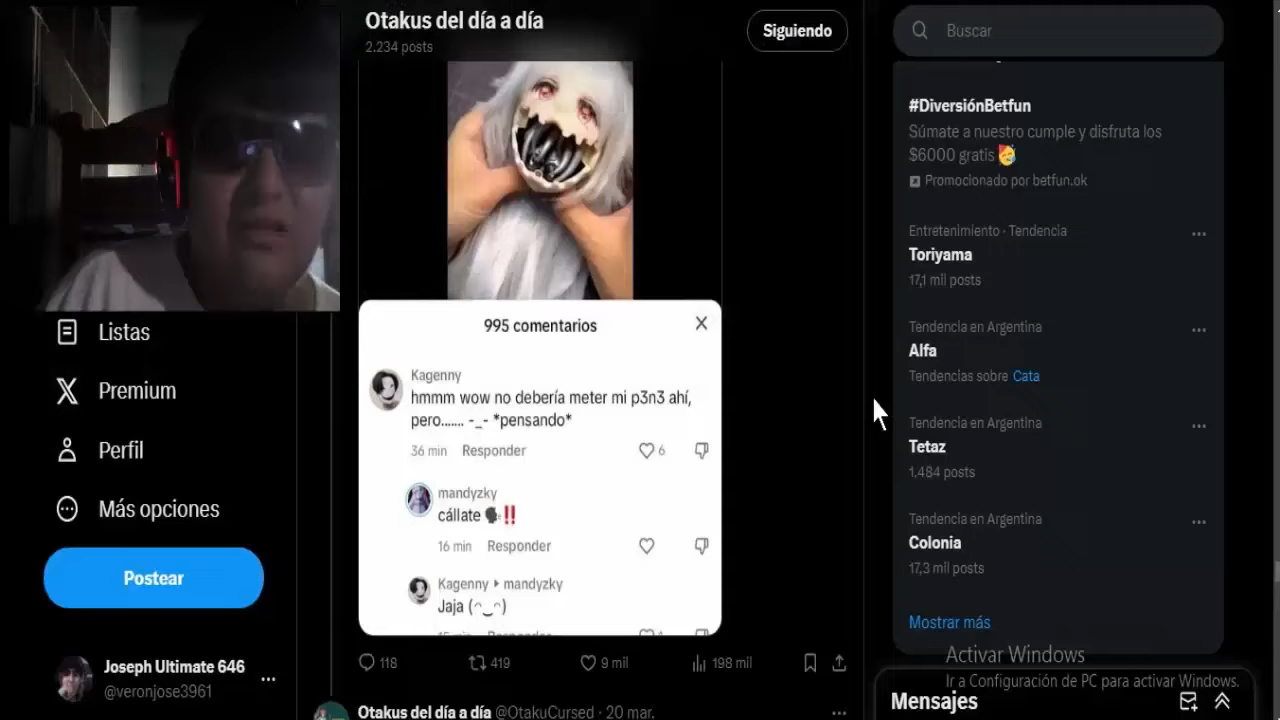 Otakus del día a día
2.234 posts
Siguiendo
Buscar
Listas
Premium
Perfil
Más opciones
Postear
Joseph Ultimate 646
@veronjose3961
995 comentarios
Kagenny
hmmm wow no debería meter mi p3n3 ahí,
pero....... -_- *pensando*
36 min Responder 6
mandyzky
cállate 🗣‼️
16 min Responder
Kagenny ▸ mandyzky
Jaja (ᵔ‿ᵔ)
118 419 9 mil 198 mil
Otakus del día a día @OtakuCursed · 20 mar.
#DiversiónBetfun
Súmate a nuestro cumple y disfruta los
$6000 gratis 🥳
Promocionado por betfun.ok
Entretenimiento · Tendencia
Toriyama
17,1 mil posts
Tendencia en Argentina
Alfa
Tendencias sobre Cata
Tendencia en Argentina
Tetaz
1.484 posts
Tendencia en Argentina
Colonia
17,3 mil posts
Mostrar más
Activar Windows
Ir a Configuración de PC para activar Windows.
Mensajes